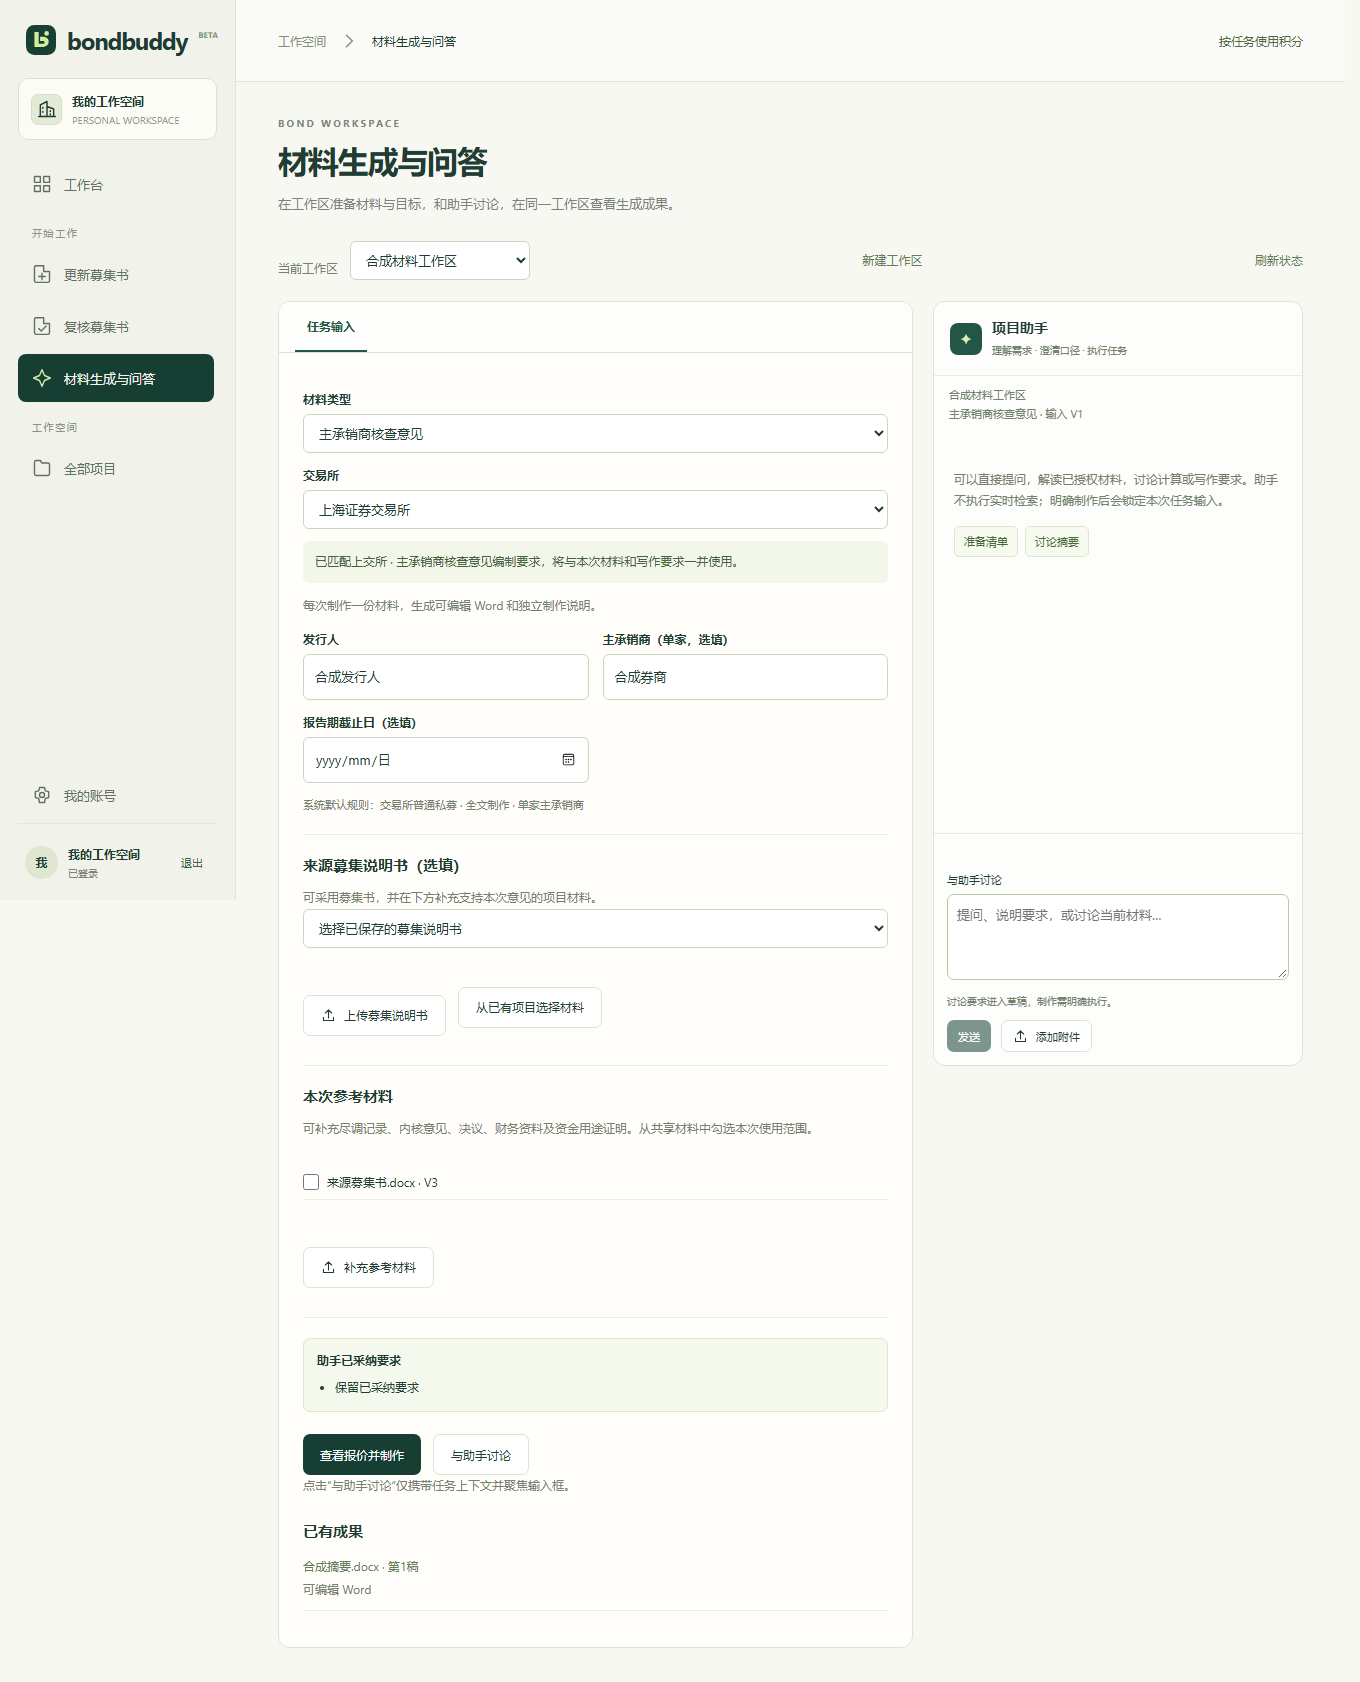 bondbuddy BETA
我的工作空间
PERSONAL WORKSPACE
工作台
开始工作
更新募集书
复核募集书
材料生成与问答
工作空间
全部项目
我的账号
我 我的工作空间
已登录
退出
工作空间 > 材料生成与问答
按任务使用积分
BOND WORKSPACE
材料生成与问答
在工作区准备材料与目标，和助手讨论，在同一工作区查看生成成果。
当前工作区 合成材料工作区
新建工作区
刷新状态
任务输入
材料类型
主承销商核查意见
交易所
上海证券交易所
已匹配上交所 · 主承销商核查意见编制要求，将与本次材料和写作要求一并使用。
每次制作一份材料，生成可编辑 Word 和独立制作说明。
发行人
合成发行人
主承销商（单家，选填）
合成券商
报告期截止日（选填）
yyyy/mm/日
系统默认规则：交易所普通私募 · 全文制作 · 单家主承销商
来源募集说明书（选填）
可采用募集书，并在下方补充支持本次意见的项目材料。
选择已保存的募集说明书
上传募集说明书
从已有项目选择材料
本次参考材料
可补充尽调记录、内核意见、决议、财务资料及资金用途证明。从共享材料中勾选本次使用范围。
来源募集书.docx · V3
补充参考材料
助手已采纳要求
• 保留已采纳要求
查看报价并制作
与助手讨论
点击“与助手讨论”仅携带任务上下文并聚焦输入框。
已有成果
合成摘要.docx · 第1稿
可编辑 Word
项目助手
理解需求 · 澄清口径 · 执行任务
合成材料工作区
主承销商核查意见 · 输入 V1
可以直接提问，解读已授权材料，讨论计算或写作要求。助手
不执行实时检索；明确制作后会锁定本次任务输入。
准备清单
讨论摘要
与助手讨论
提问、说明要求，或讨论当前材料...
讨论要求进入草稿，制作需明确执行。
发送
添加附件